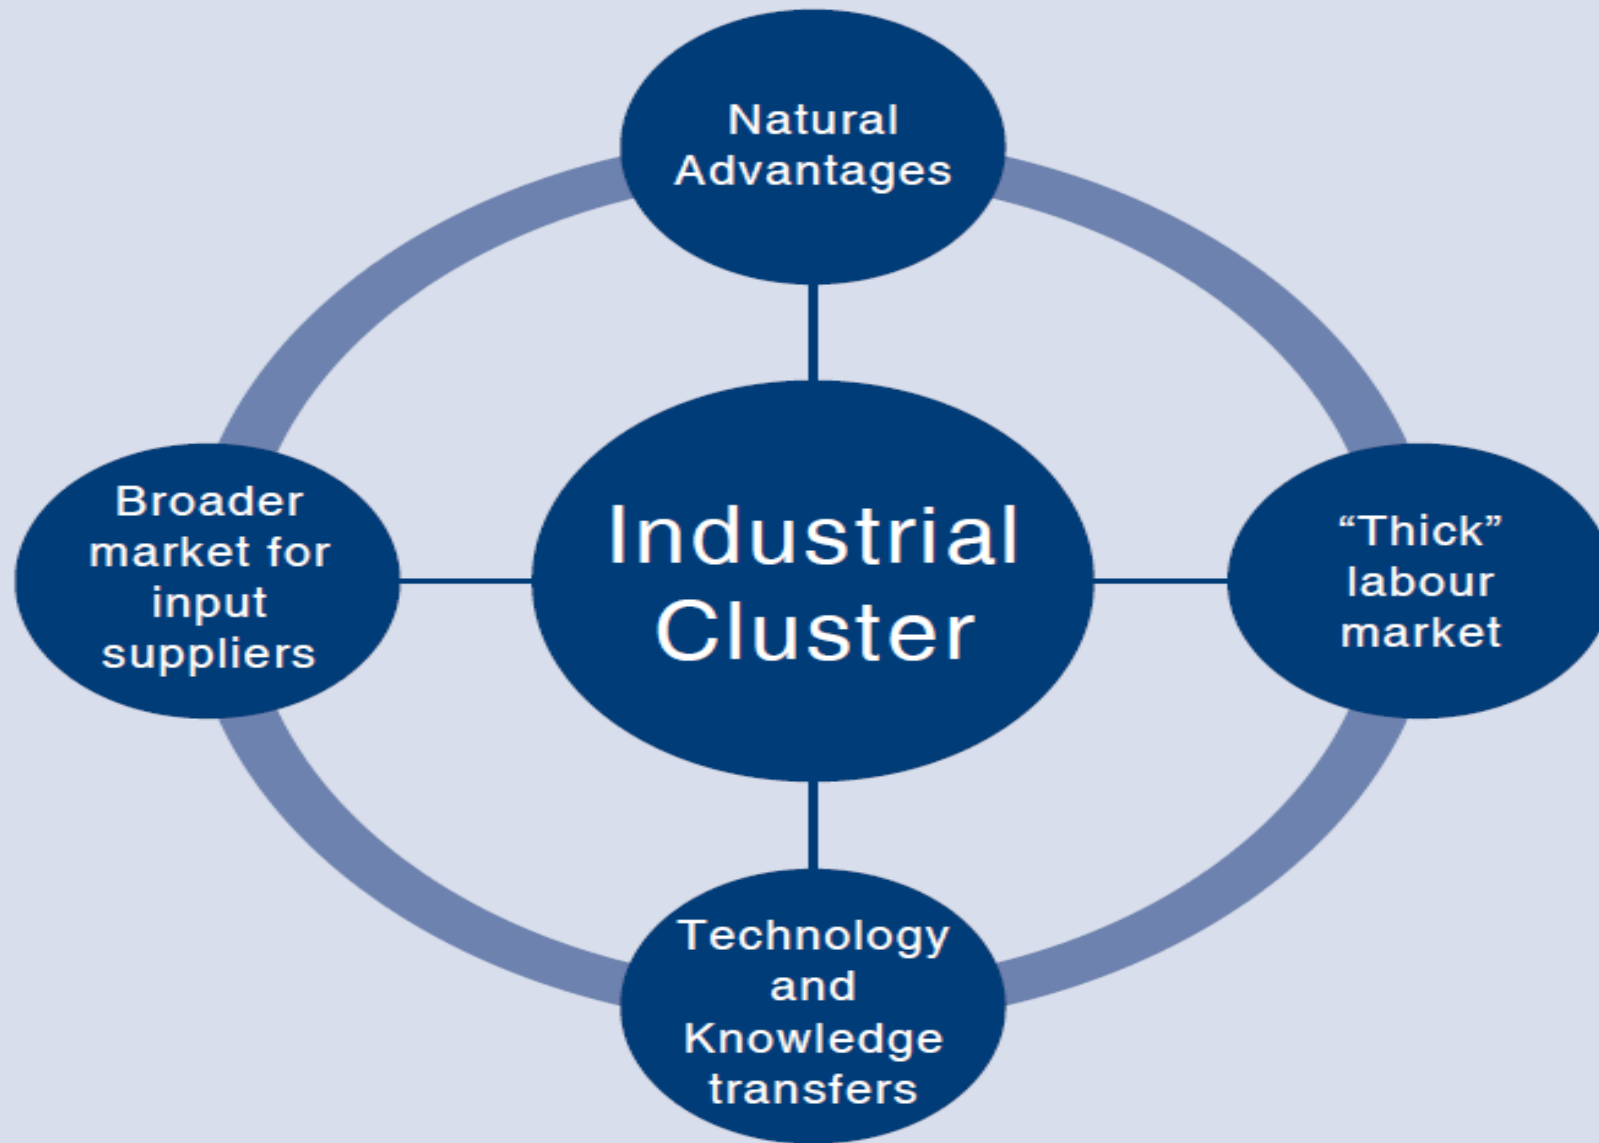 Natural
Advantages
Broader
market for
input
suppliers
Industrial
Cluster
“Thick”
labour
market
Technology
and
Knowledge
transfers